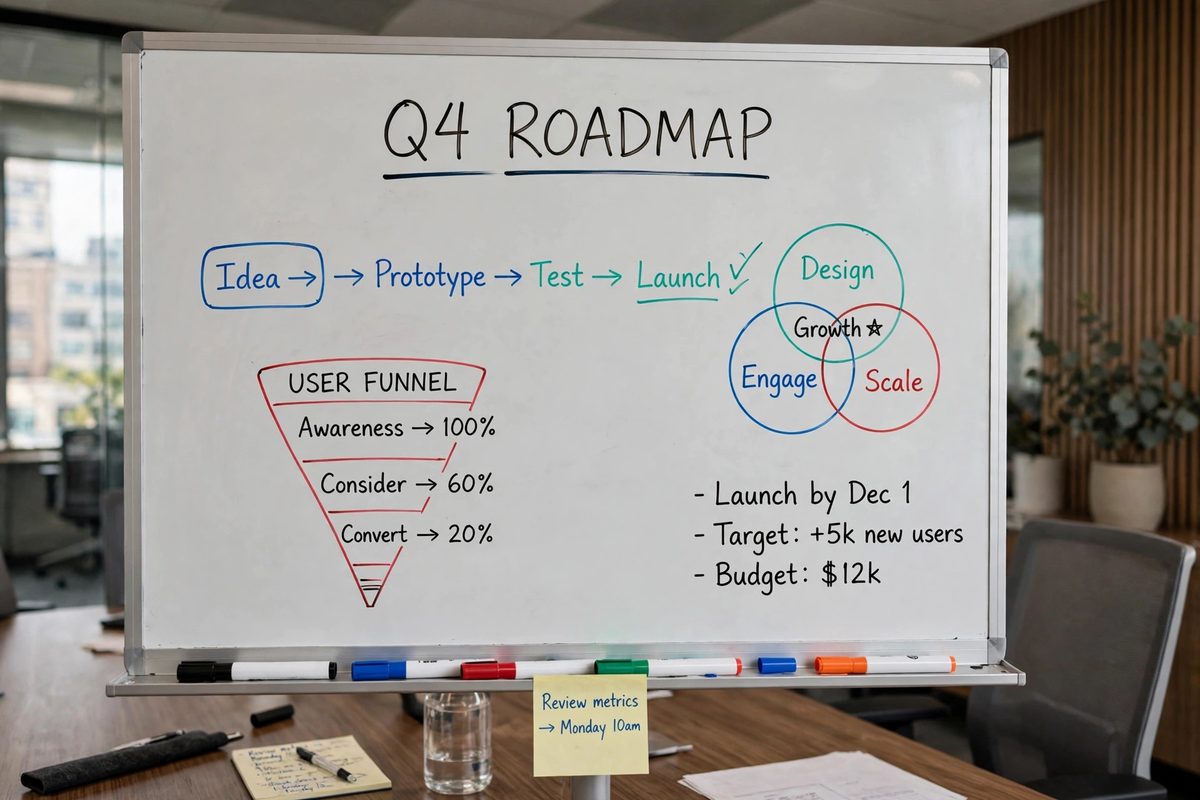 Q4 ROADMAP
Idea → → Prototype → Test → Launch
Design
Growth ☆
Engage
Scale
USER FUNNEL
Awareness → 100%
Consider → 60%
Convert → 20%
- Launch by Dec 1
- Target: +5k new users
- Budget: $12k
Review metrics
→ Monday 10am